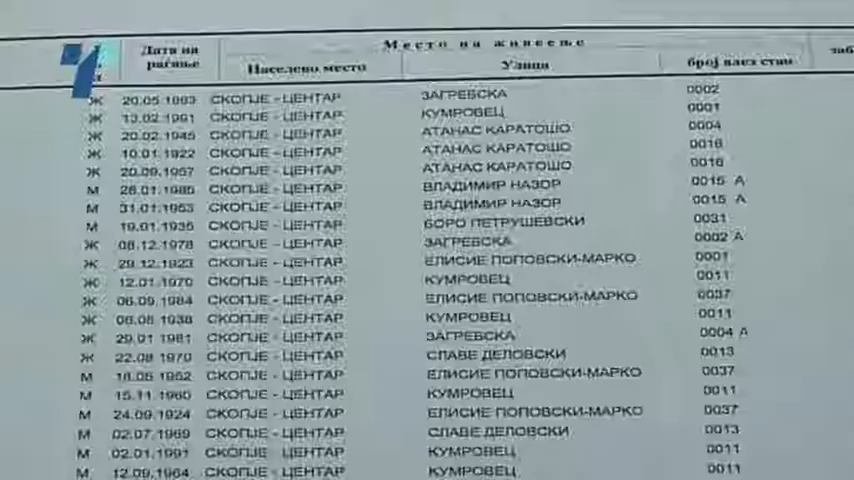 Место на живеење
Дата на раѓање Населено место Улица број влез стан заб
Ж 20.05.1963 СКОПЈЕ - ЦЕНТАР ЗАГРЕБСКА 0002
Ж 13.02.1991 СКОПЈЕ - ЦЕНТАР КУМРОВЕЦ 0001
Ж 20.02.1945 СКОПЈЕ - ЦЕНТАР АТАНАС КАРАТОШО 0004
Ж 10.01.1922 СКОПЈЕ - ЦЕНТАР АТАНАС КАРАТОШО 0016
Ж 20.09.1957 СКОПЈЕ - ЦЕНТАР АТАНАС КАРАТОШО 0016
М 26.01.1985 СКОПЈЕ - ЦЕНТАР ВЛАДИМИР НАЗОР 0015 А
М 31.01.1953 СКОПЈЕ - ЦЕНТАР ВЛАДИМИР НАЗОР 0015 А
М 19.01.1935 СКОПЈЕ - ЦЕНТАР БОРО ПЕТРУШЕВСКИ 0031
Ж 08.12.1978 СКОПЈЕ - ЦЕНТАР ЗАГРЕБСКА 0002 А
Ж 29.12.1923 СКОПЈЕ - ЦЕНТАР ЕЛИСИЕ ПОПОВСКИ-МАРКО 0001
Ж 12.01.1970 СКОПЈЕ - ЦЕНТАР КУМРОВЕЦ 0011
Ж 06.09.1984 СКОПЈЕ - ЦЕНТАР ЕЛИСИЕ ПОПОВСКИ-МАРКО 0037
Ж 06.08.1938 СКОПЈЕ - ЦЕНТАР КУМРОВЕЦ 0011
Ж 29.01.1981 СКОПЈЕ - ЦЕНТАР ЗАГРЕБСКА 0004 А
Ж 22.08.1970 СКОПЈЕ - ЦЕНТАР СЛАВЕ ДЕЛОВСКИ 0013
М 18.05.1952 СКОПЈЕ - ЦЕНТАР ЕЛИСИЕ ПОПОВСКИ-МАРКО 0037
М 15.11.1965 СКОПЈЕ - ЦЕНТАР КУМРОВЕЦ 0011
М 24.09.1924 СКОПЈЕ - ЦЕНТАР ЕЛИСИЕ ПОПОВСКИ-МАРКО 0037
М 02.07.1969 СКОПЈЕ - ЦЕНТАР СЛАВЕ ДЕЛОВСКИ 0013
М 02.01.1991 СКОПЈЕ - ЦЕНТАР КУМРОВЕЦ 0011
М 12.09.1964 СКОПЈЕ - ЦЕНТАР КУМРОВЕЦ 0011